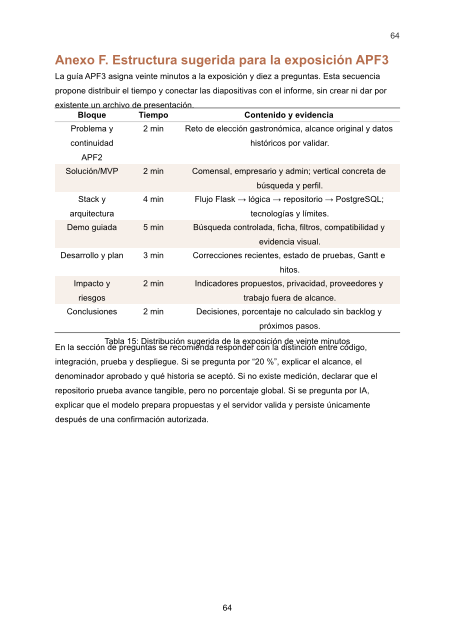 64
Anexo F. Estructura sugerida para la exposición APF3
La guía APF3 asigna veinte minutos a la exposición y diez a preguntas. Esta secuencia
propone distribuir el tiempo y conectar las diapositivas con el informe, sin crear ni dar por
existente un archivo de presentación.
Bloque Tiempo Contenido y evidencia
Problema y 2 min Reto de elección gastronómica, alcance original y datos
continuidad históricos por validar.
APF2
Solución/MVP 2 min Comensal, empresario y admin; vertical concreta de
búsqueda y perfil.
Stack y 4 min Flujo Flask → lógica → repositorio → PostgreSQL;
arquitectura tecnologías y límites.
Demo guiada 5 min Búsqueda controlada, ficha, filtros, compatibilidad y
evidencia visual.
Desarrollo y plan 3 min Correcciones recientes, estado de pruebas, Gantt e
hitos.
Impacto y 2 min Indicadores propuestos, privacidad, proveedores y
riesgos trabajo fuera de alcance.
Conclusiones 2 min Decisiones, porcentaje no calculado sin backlog y
próximos pasos.
Tabla 15: Distribución sugerida de la exposición de veinte minutos
En la sección de preguntas se recomienda responder con la distinción entre código,
integración, prueba y despliegue. Si se pregunta por “20 %”, explicar el alcance, el
denominador aprobado y qué historia se aceptó. Si no existe medición, declarar que el
repositorio prueba avance tangible, pero no porcentaje global. Si se pregunta por IA,
explicar que el modelo prepara propuestas y el servidor valida y persiste únicamente
después de una confirmación autorizada.
64